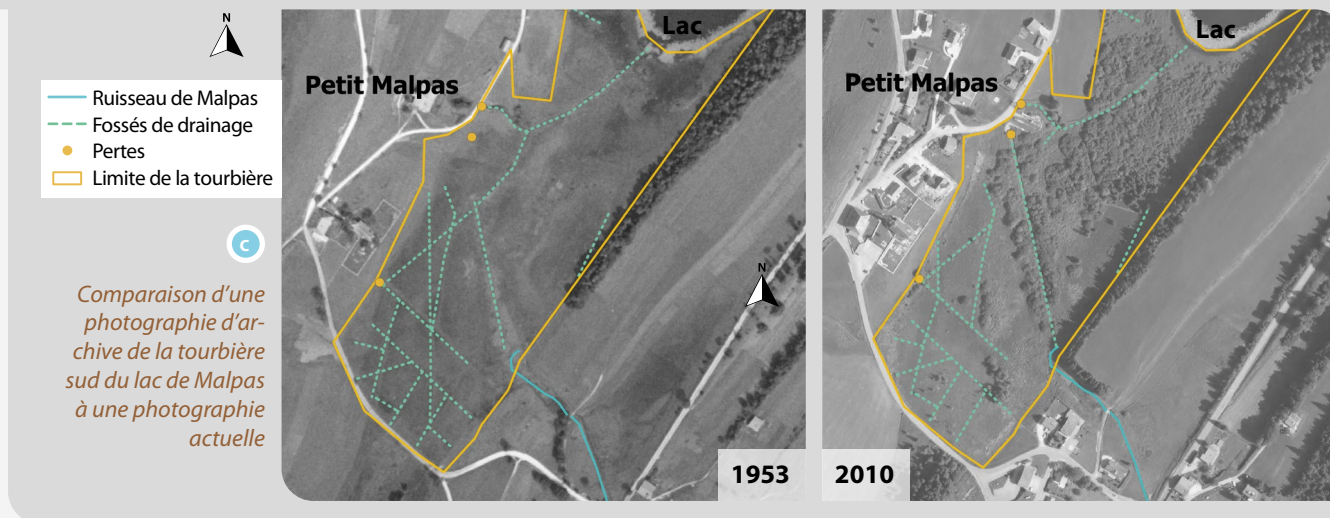 N
Ruisseau de Malpas
Fossés de drainage
Pertes
Limite de la tourbière
c
Comparaison d'une
photographie d'ar-
chive de la tourbière
sud du lac de Malpas
à une photographie
actuelle
Lac
Petit Malpas
N
1953
Lac
Petit Malpas
2010